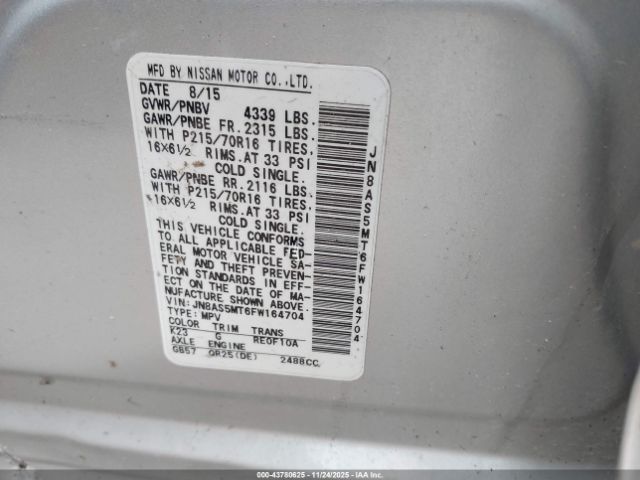 MFD BY NISSAN MOTOR CO.,LTD.
DATE 8/15
GVWR/PNBV 4339 LBS.
GAWR/PNBE FR.2315 LBS.
WITH P215/70R16 TIRES,
16X6½ RIMS.AT 33 PSI
COLD SINGLE.
GAWR/PNBE RR.2116 LBS.
WITH P215/70R16 TIRES,
16X6½ RIMS.AT 33 PSI
COLD SINGLE.
THIS VEHICLE CONFORMS
TO ALL APPLICABLE FED-
ERAL MOTOR VEHICLE SA-
FETY AND THEFT PREVEN-
TION STANDARDS IN EFF-
ECT ON THE DATE OF MA-
NUFACTURE SHOWN ABOVE.
VIN: JN8AS5MT6FW164704
TYPE: MPV
COLOR TRIM TRANS
K23 G RE0F10A
AXLE ENGINE
GB57 QR25(DE) 2488CC
JN8AS5MT6FW164704
000-43780625 - 11/24/2025 - IAAI.COM